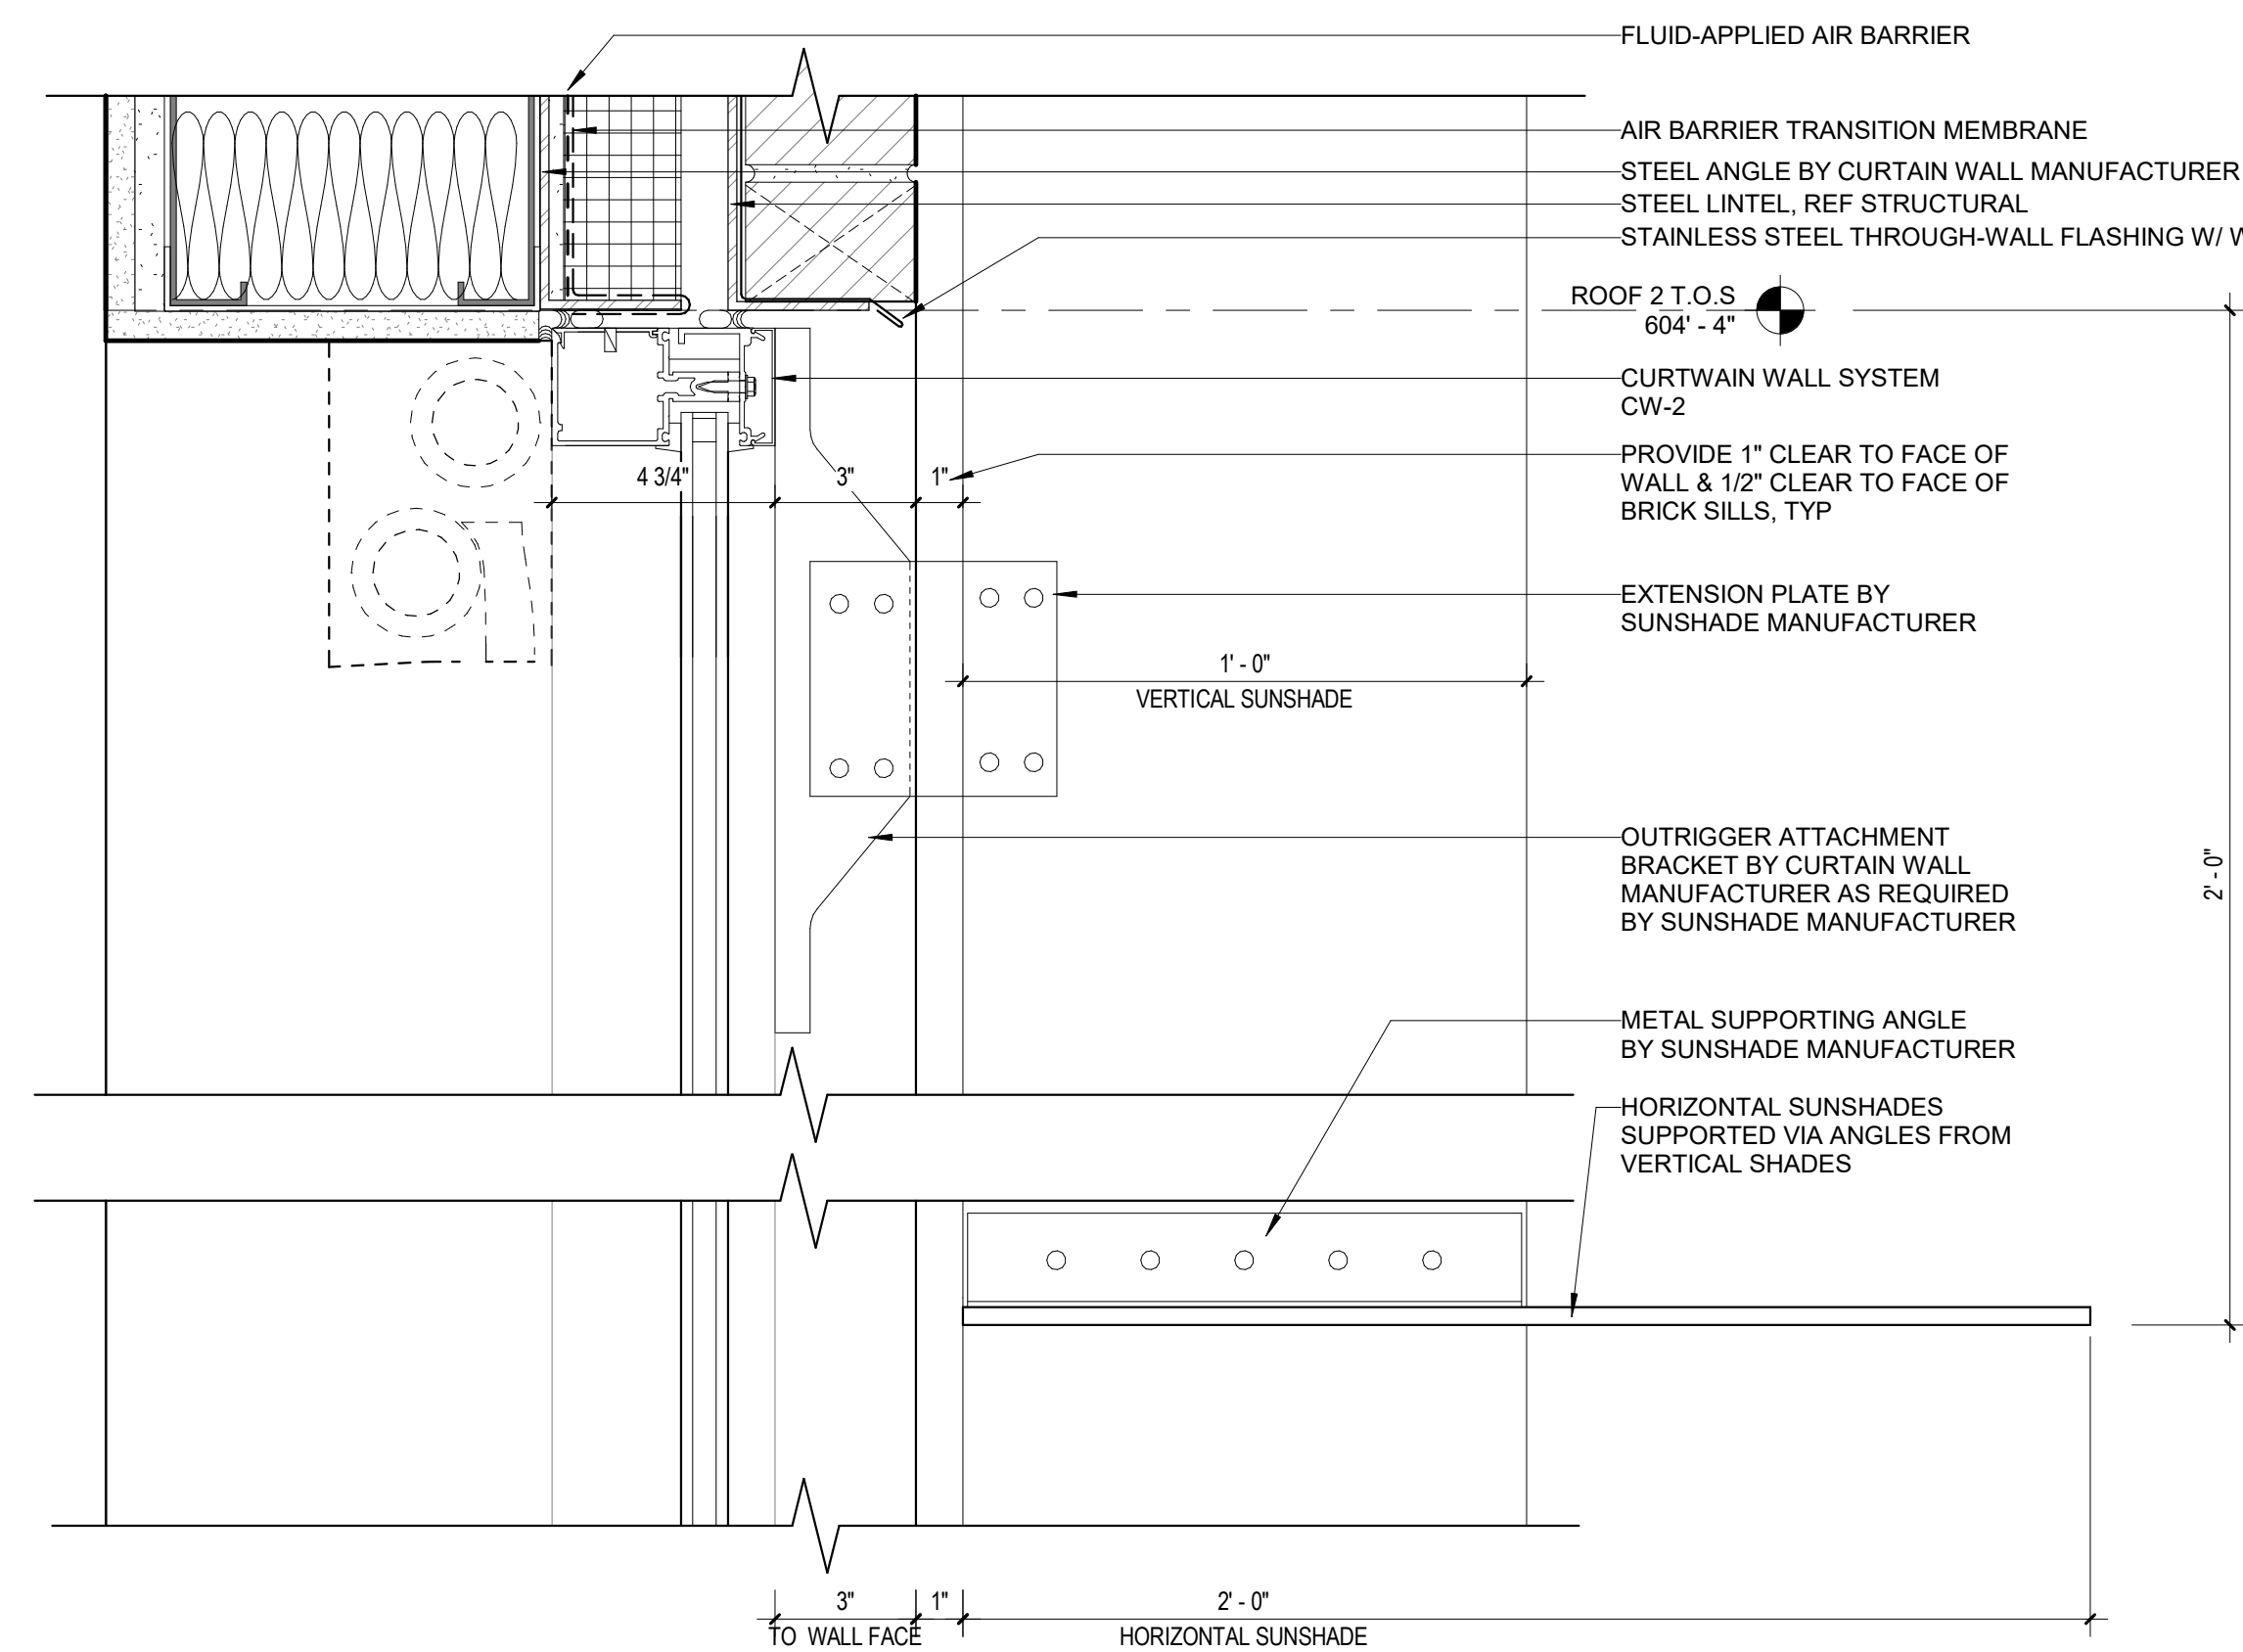 FLUID-APPLIED AIR BARRIER
AIR BARRIER TRANSITION MEMBRANE
STEEL ANGLE BY CURTAIN WALL MANUFACTURER
STEEL LINTEL, REF STRUCTURAL
STAINLESS STEEL THROUGH-WALL FLASHING W/
ROOF 2 T.O.S
604' - 4"
CURTWAIN WALL SYSTEM
CW-2
PROVIDE 1" CLEAR TO FACE OF
WALL & 1/2" CLEAR TO FACE OF
BRICK SILLS, TYP
4 3/4"
3"
1"
EXTENSION PLATE BY
SUNSHADE MANUFACTURER
1' - 0"
VERTICAL SUNSHADE
OUTRIGGER ATTACHMENT
BRACKET BY CURTAIN WALL
MANUFACTURER AS REQUIRED
BY SUNSHADE MANUFACTURER
2' - 0"
METAL SUPPORTING ANGLE
BY SUNSHADE MANUFACTURER
HORIZONTAL SUNSHADES
SUPPORTED VIA ANGLES FROM
VERTICAL SHADES
3"
1"
2' - 0"
TO WALL FACE
HORIZONTAL SUNSHADE